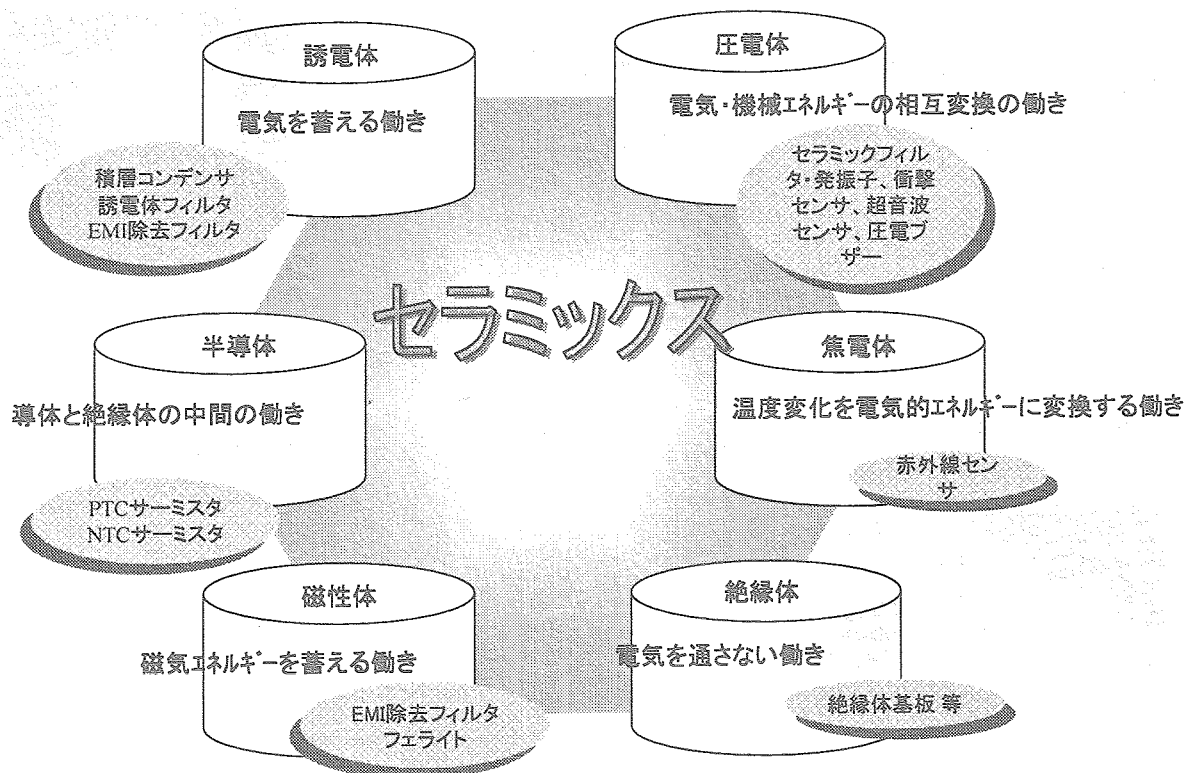 誘電体
電気を蓄える働き
積層コンデンサ
誘電体フィルタ
EMI除去フィルタ
圧電体
電気・機械エネルギーの相互変換の働き
セラミックフィル
タ・発振子、衝撃
センサ、超音波
センサ、圧電ブ
ザー
セラミックス
半導体
導体と絶縁体の中間の働き
PTCサーミスタ
NTCサーミスタ
焦電体
温度変化を電気的エネルギーに変換する働き
赤外線セン
サ
磁性体
磁気エネルギーを蓄える働き
EMI除去フィルタ
フェライト
絶縁体
電気を通さない働き
絶縁体基板 等